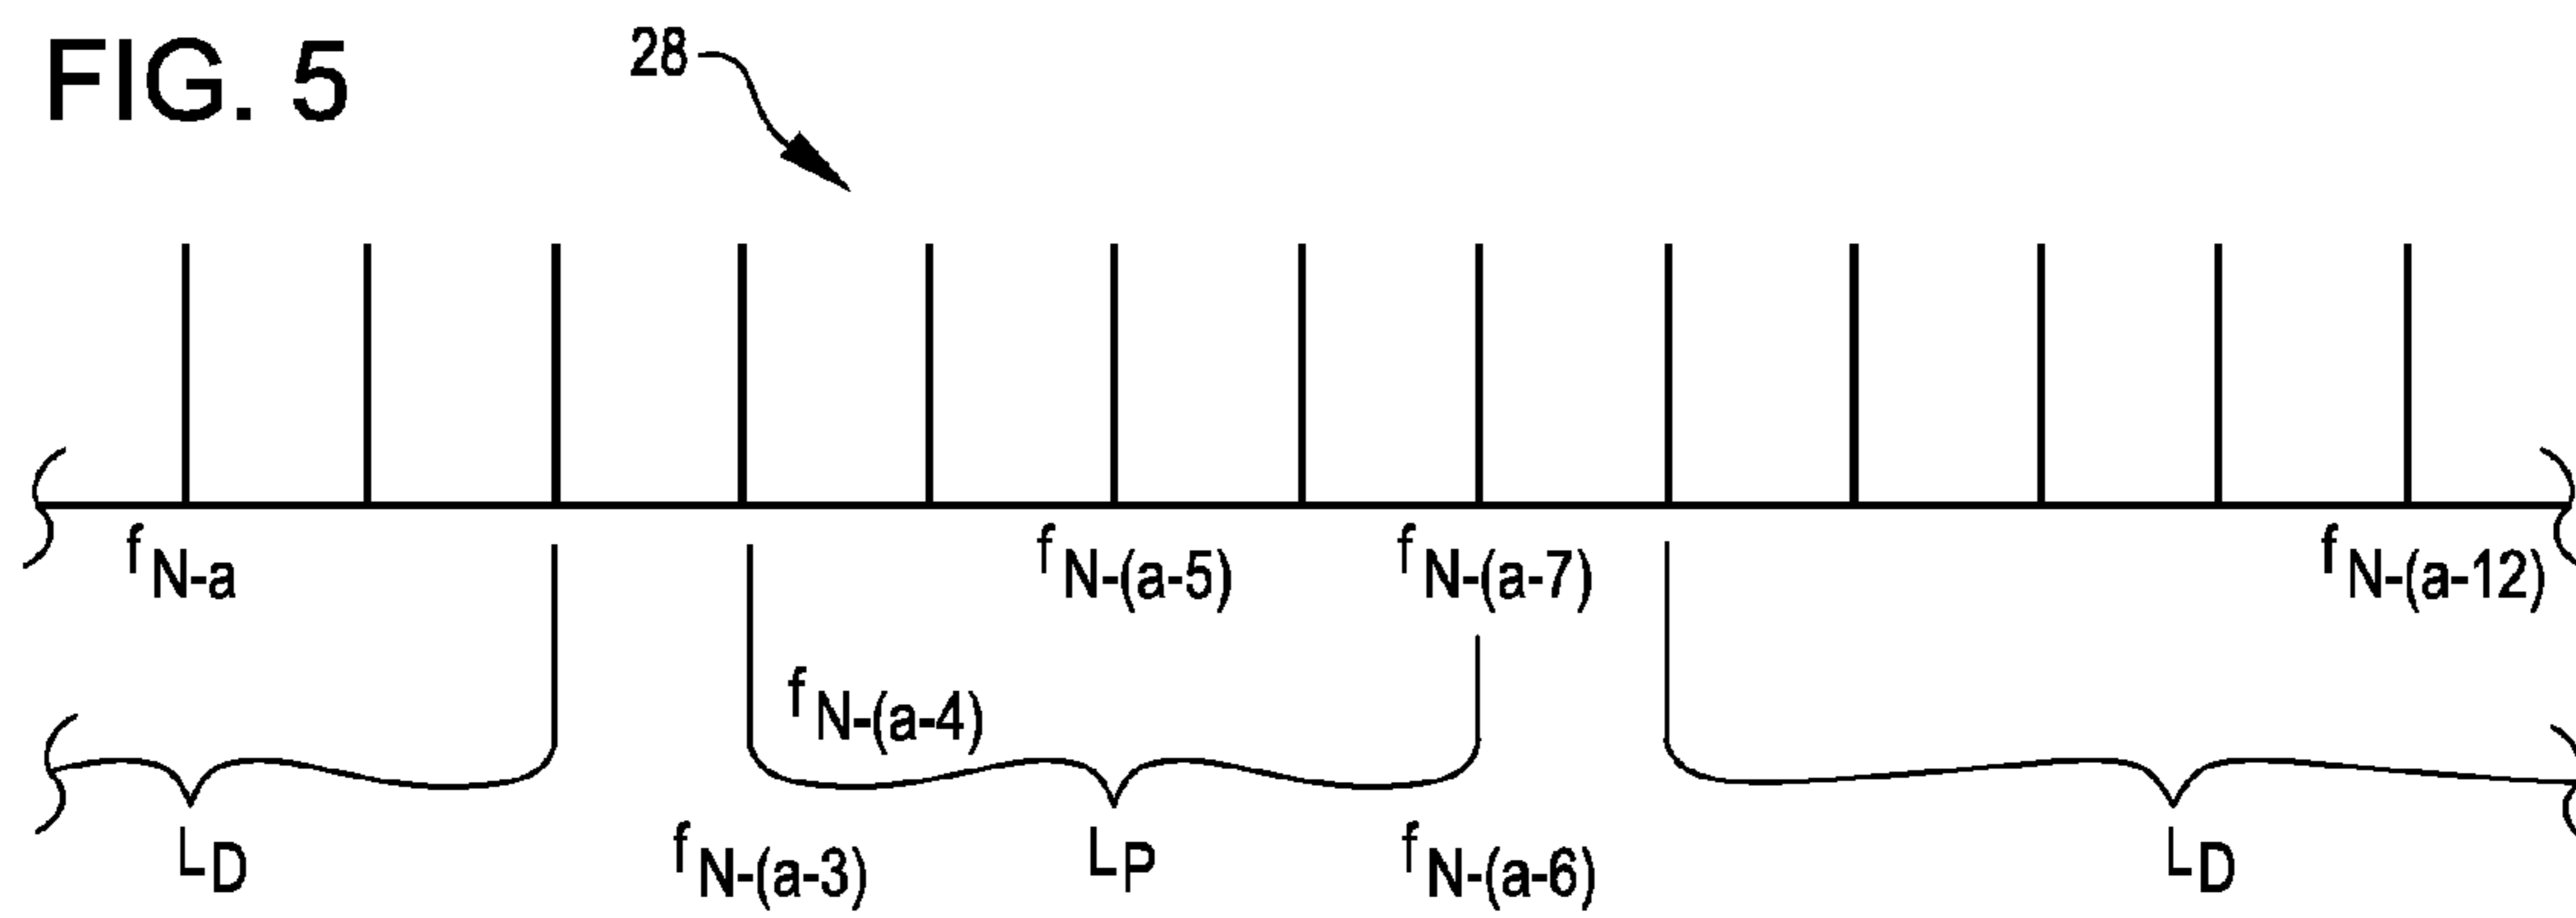 FIG. 5
28
f N-a
f N-(a-5)
f N-(a-7)
f N-(a-12)
f N-(a-4)
L D
f N-(a-3)
L P
f N-(a-6)
L D